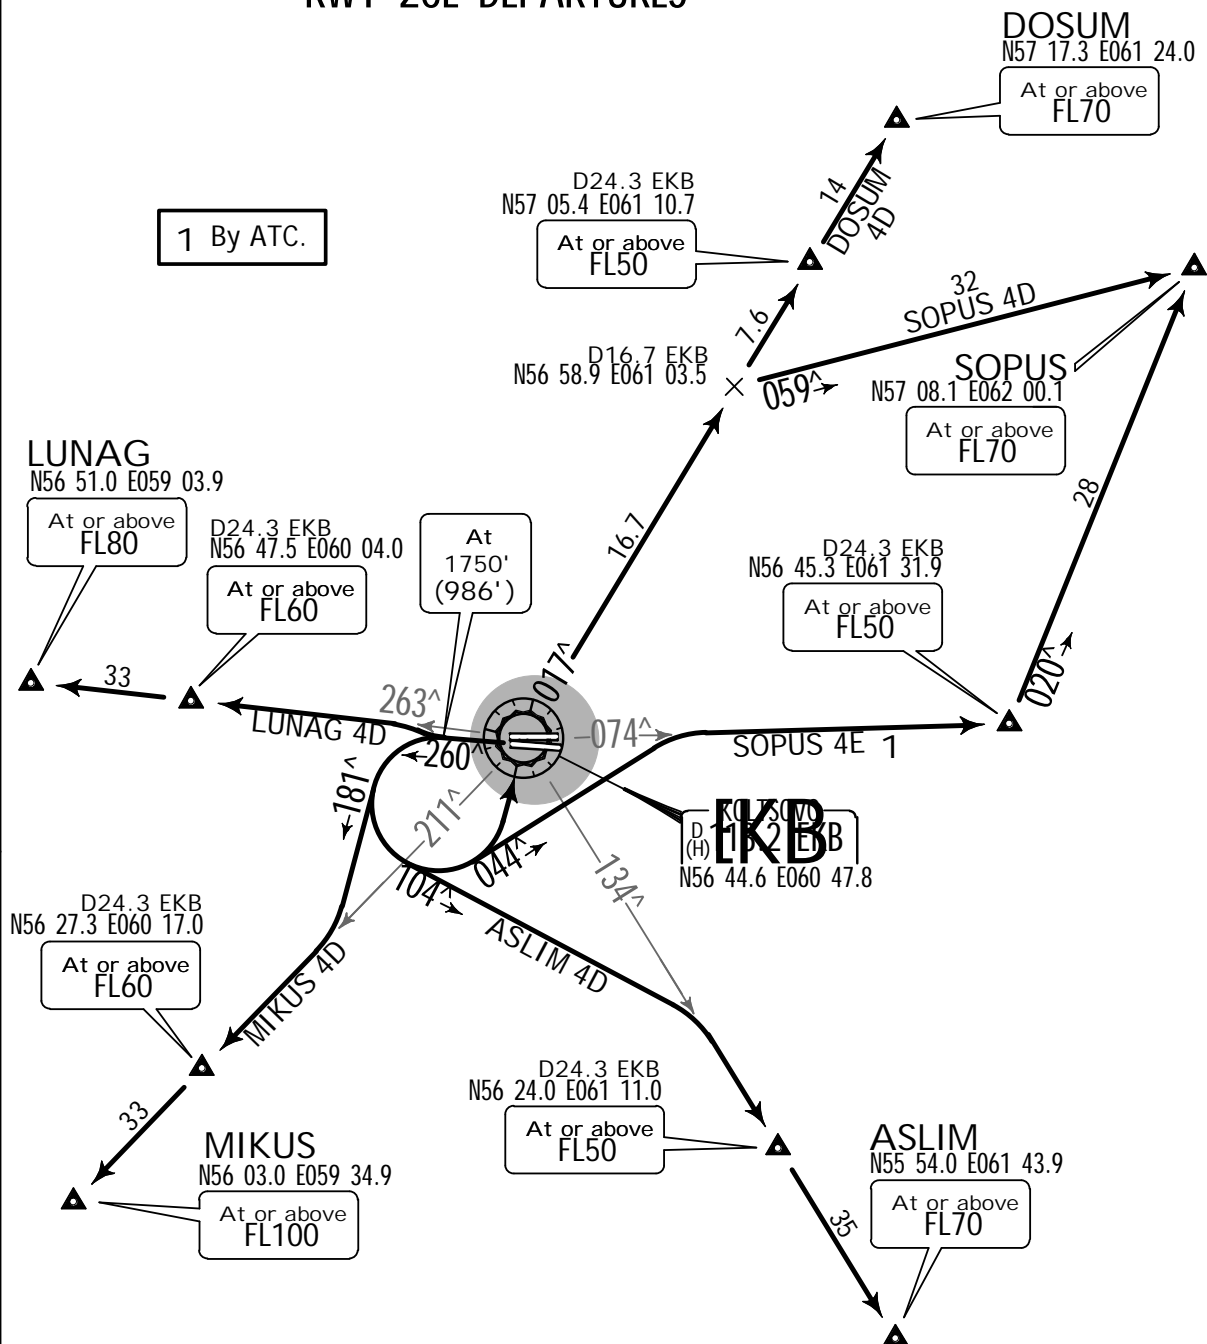 DOSUM
N57 17.3 E061 24.0
At or above
FL70
D24.3 EKB
N57 05.4 E061 10.7
At or above
FL50
14
DOSUM
4D
1 By ATC.
7.6
32
SOPUS 4D
D16.7 EKB
N56 58.9 E061 03.5
059^
SOPUS
N57 08.1 E062 00.1
At or above
FL70
LUNAG
N56 51.0 E059 03.9
At or above
FL80
D24.3 EKB
N56 47.5 E060 04.0
At or above
FL60
At
1750'
(986')
16.7
28
D24.3 EKB
N56 45.3 E061 31.9
At or above
FL50
33
017^
020^
263^
LUNAG 4D
260^
074^
SOPUS 4E 1
181^
211^
KOLTSOVO
D
(H)
EKB
EKB
N56 44.6 E060 47.8
044^
104^
134^
D24.3 EKB
N56 27.3 E060 17.0
At or above
FL60
MIKUS 4D
ASLIM 4D
33
MIKUS
N56 03.0 E059 34.9
At or above
FL100
D24.3 EKB
N56 24.0 E061 11.0
At or above
FL50
ASLIM
N55 54.0 E061 43.9
At or above
FL70
35